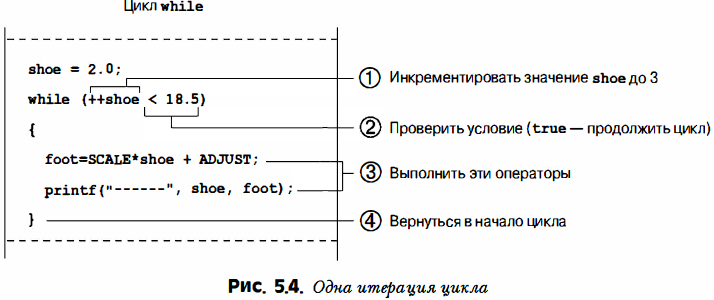 Цикл while
shoe = 2.0;
while (++shoe < 18.5)
{
foot=SCALE*shoe + ADJUST;
printf("------", shoe, foot);
}
① Инкрементировать значение shoe до 3
② Проверить условие (true — продолжить цикл)
③ Выполнить эти операторы
④ Вернуться в начало цикла
Рис. 5.4. Одна итерация цикла